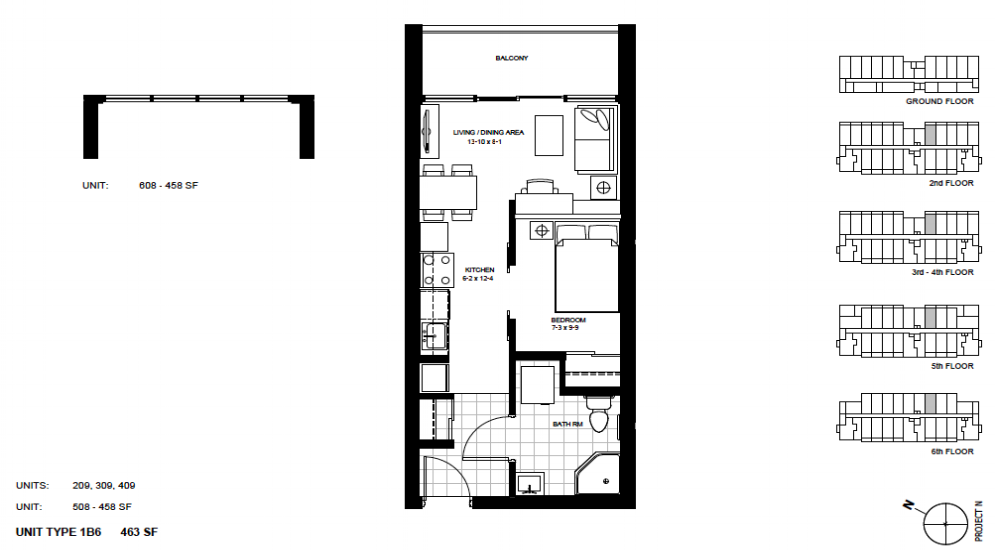 BALCONY
LIVING / DINING AREA
13-10 x 8-1
KITCHEN
6-2 x 12-4
BEDROOM
7-3 x 9-9
BATH RM
UNIT: 608 - 458 SF
UNITS: 209, 309, 409
UNIT: 508 - 458 SF
UNIT TYPE 1B6 463 SF
GROUND FLOOR
2nd FLOOR
3rd - 4th FLOOR
5th FLOOR
6th FLOOR
N
PROJECT N